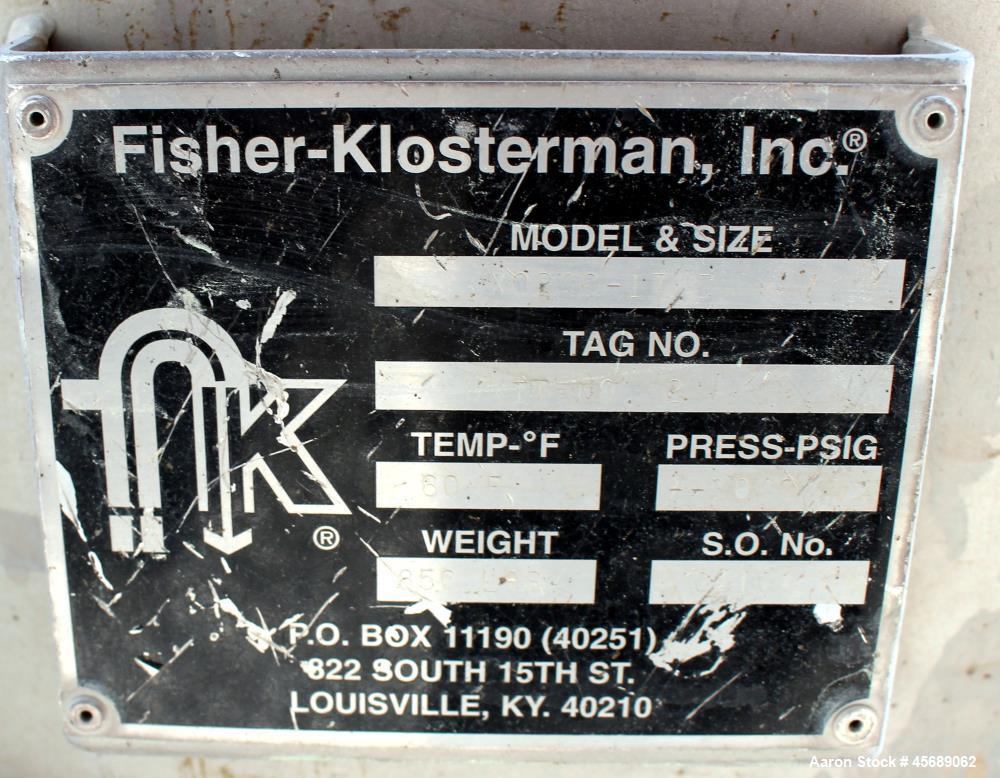 Fisher-Klosterman, Inc.®
MODEL & SIZE
TAG NO.
TEMP-°F
PRESS-PSIG
WEIGHT
S.O. No.
®
P.O. BOX 11190 (40251)
822 SOUTH 15TH ST.
LOUISVILLE, KY. 40210
Aaron Stock # 45689062